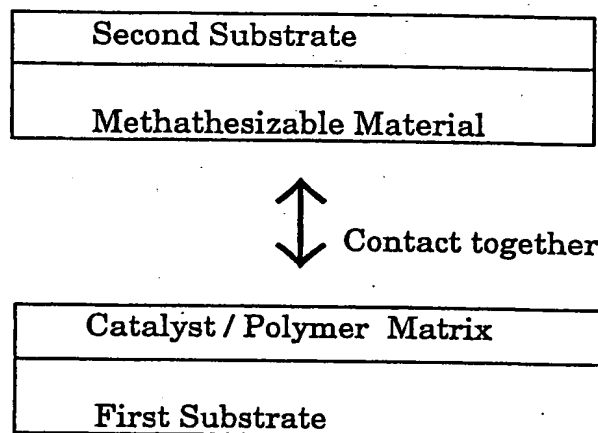 Second Substrate
Methathesizable Material
Contact together
Catalyst / Polymer Matrix
First Substrate